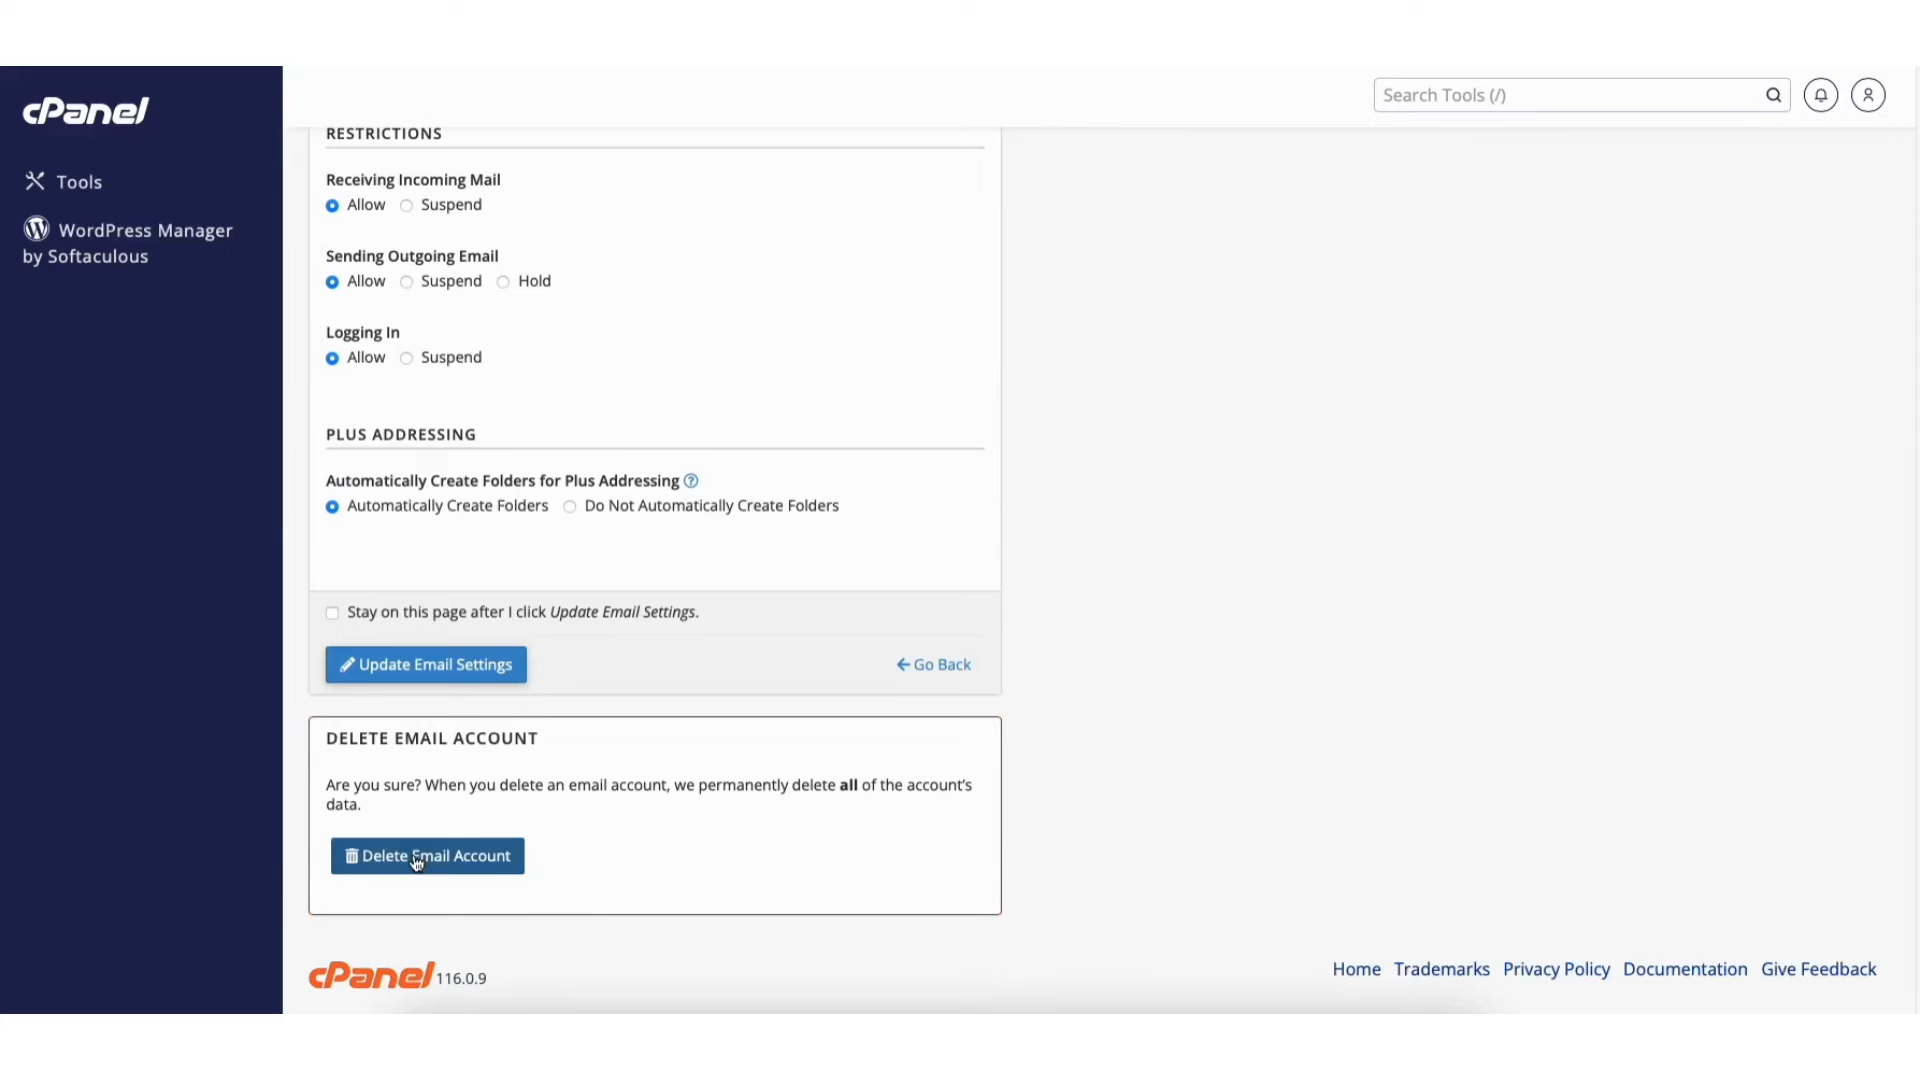 cPanel
Search Tools (/)
Tools
WordPress Manager
by Softaculous
RESTRICTIONS
Receiving Incoming Mail
Allow Suspend
Sending Outgoing Email
Allow Suspend Hold
Logging In
Allow Suspend
PLUS ADDRESSING
Automatically Create Folders for Plus Addressing ?
Automatically Create Folders Do Not Automatically Create Folders
Stay on this page after I click Update Email Settings.
Update Email Settings Go Back
DELETE EMAIL ACCOUNT
Are you sure? When you delete an email account, we permanently delete all of the account's
data.
Delete Email Account
cPanel 116.0.9
Home Trademarks Privacy Policy Documentation Give Feedback